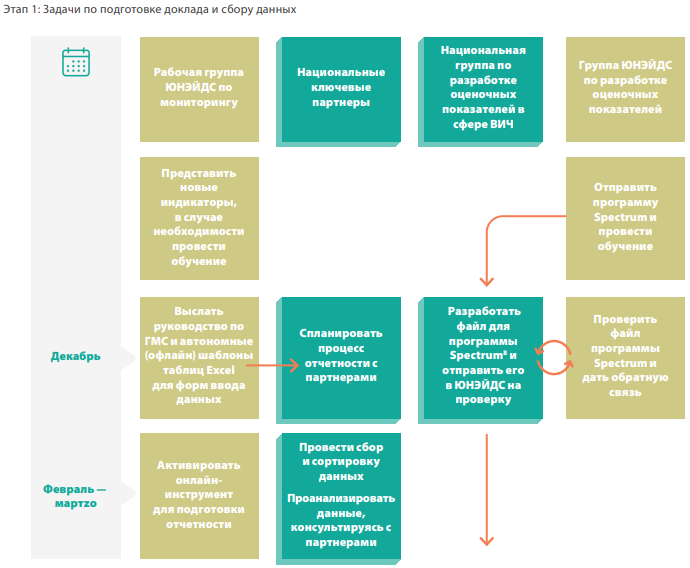 Этап 1: Задачи по подготовке доклада и сбору данных
Рабочая группа
ЮНЭЙДС по
мониторингу
Национальные
ключевые
партнеры
Национальная
группа по
разработке
оценочных
показателей в
сфере ВИЧ
Группа ЮНЭЙДС
по разработке
оценочных
показателей
Представить
новые
индикаторы,
в случае
необходимости
провести
обучение
Отправить
программу
Spectrum и
провести
обучение
Декабрь
Выслать
руководство по
ГМС и автономные
(офлайн) шаблоны
таблиц Excel
для форм ввода
данных
Спланировать
процесс
отчетности с
партнерами
Разработать
файл для
программы
Spectrum⁸ и
отправить его
в ЮНЭЙДС на
проверку
Проверить
файл
программы
Spectrum и
дать обратную
связь
Февраль —
мартzo
Активировать
онлайн-
инструмент
для подготовки
отчетности
Провести сбор
и сортировку
данных
Проанализировать
данные,
консультируясь с
партнерами